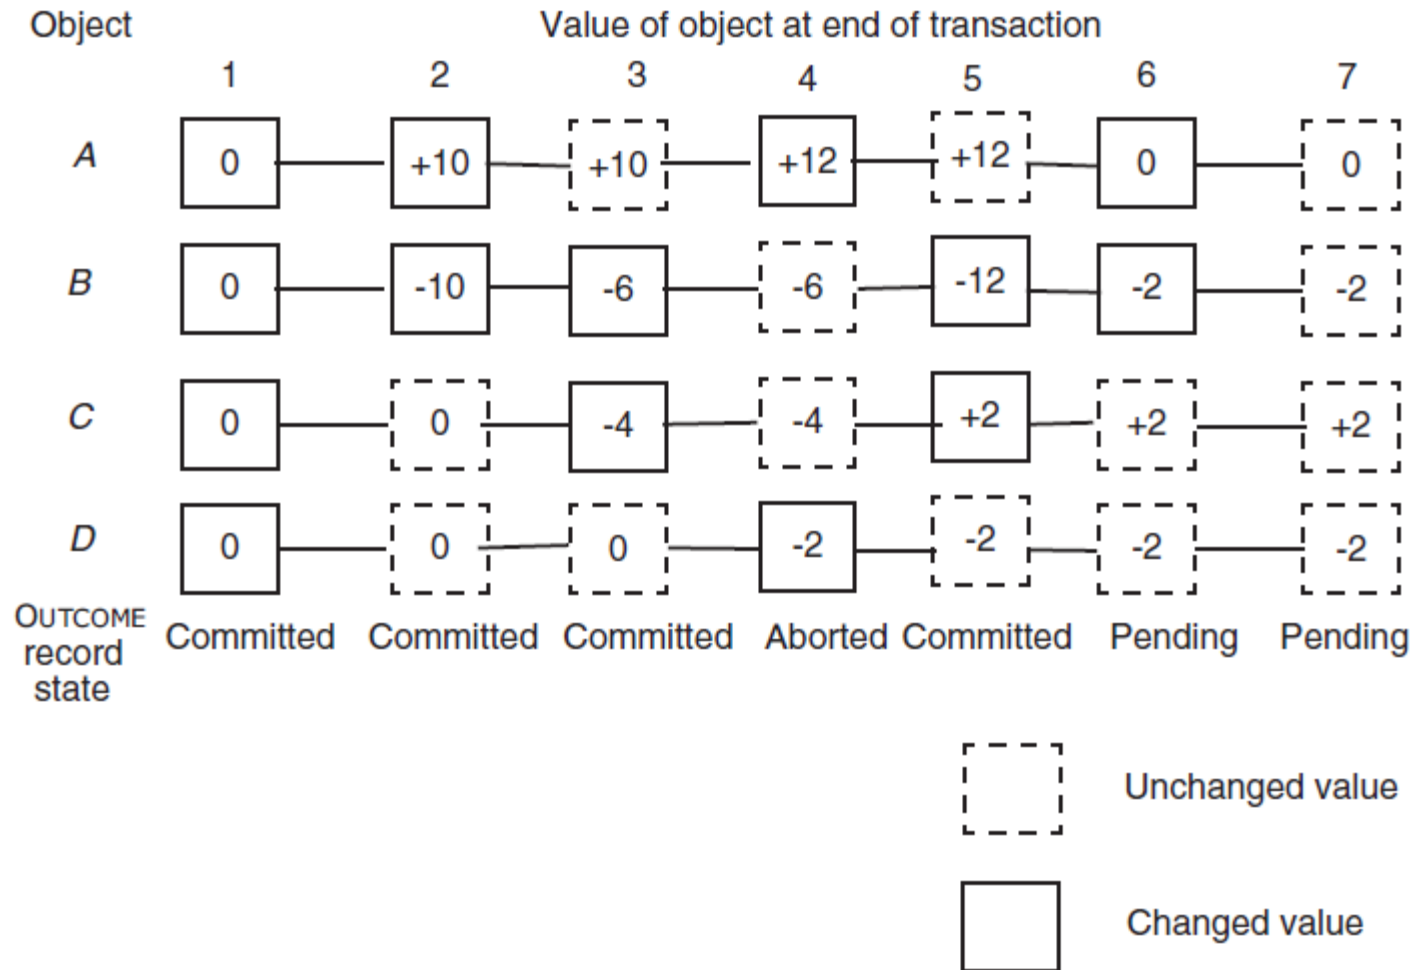 Object Value of object at end of transaction
1 2 3 4 5 6 7
A 0 +10 +10 +12 +12 0 0
B 0 -10 -6 -6 -12 -2 -2
C 0 0 -4 -4 +2 +2 +2
D 0 0 0 -2 -2 -2 -2
OUTCOME
record
state
Committed Committed Committed Aborted Committed Pending Pending
Unchanged value
Changed value